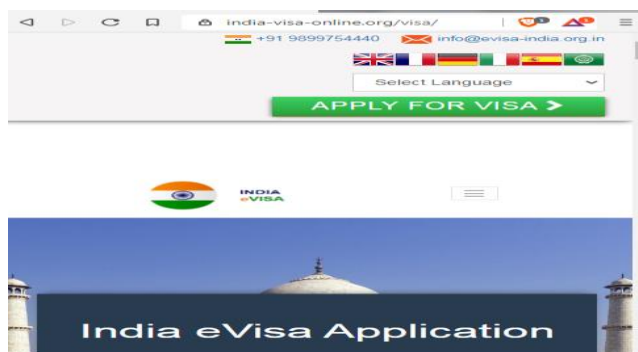 india-visa-online.org/visa/
+91 9899754440 info@evisa-india.org.in
Select Language
APPLY FOR VISA
INDIA
eVISA
India eVisa Application